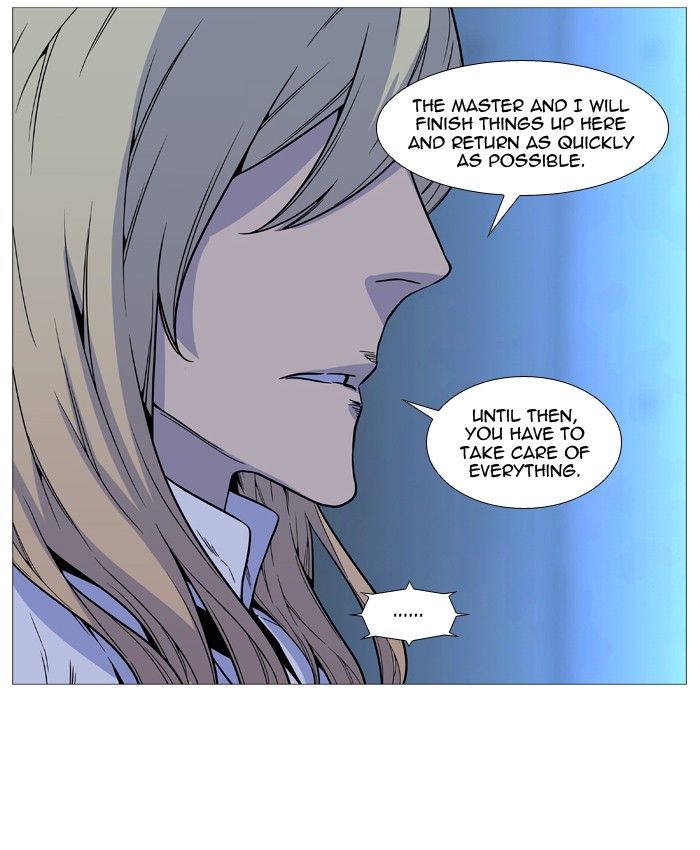 THE MASTER AND I WILL
FINISH THINGS UP HERE
AND RETURN AS QUICKLY
AS POSSIBLE.
UNTIL THEN,
YOU HAVE TO
TAKE CARE OF
EVERYTHING.
......